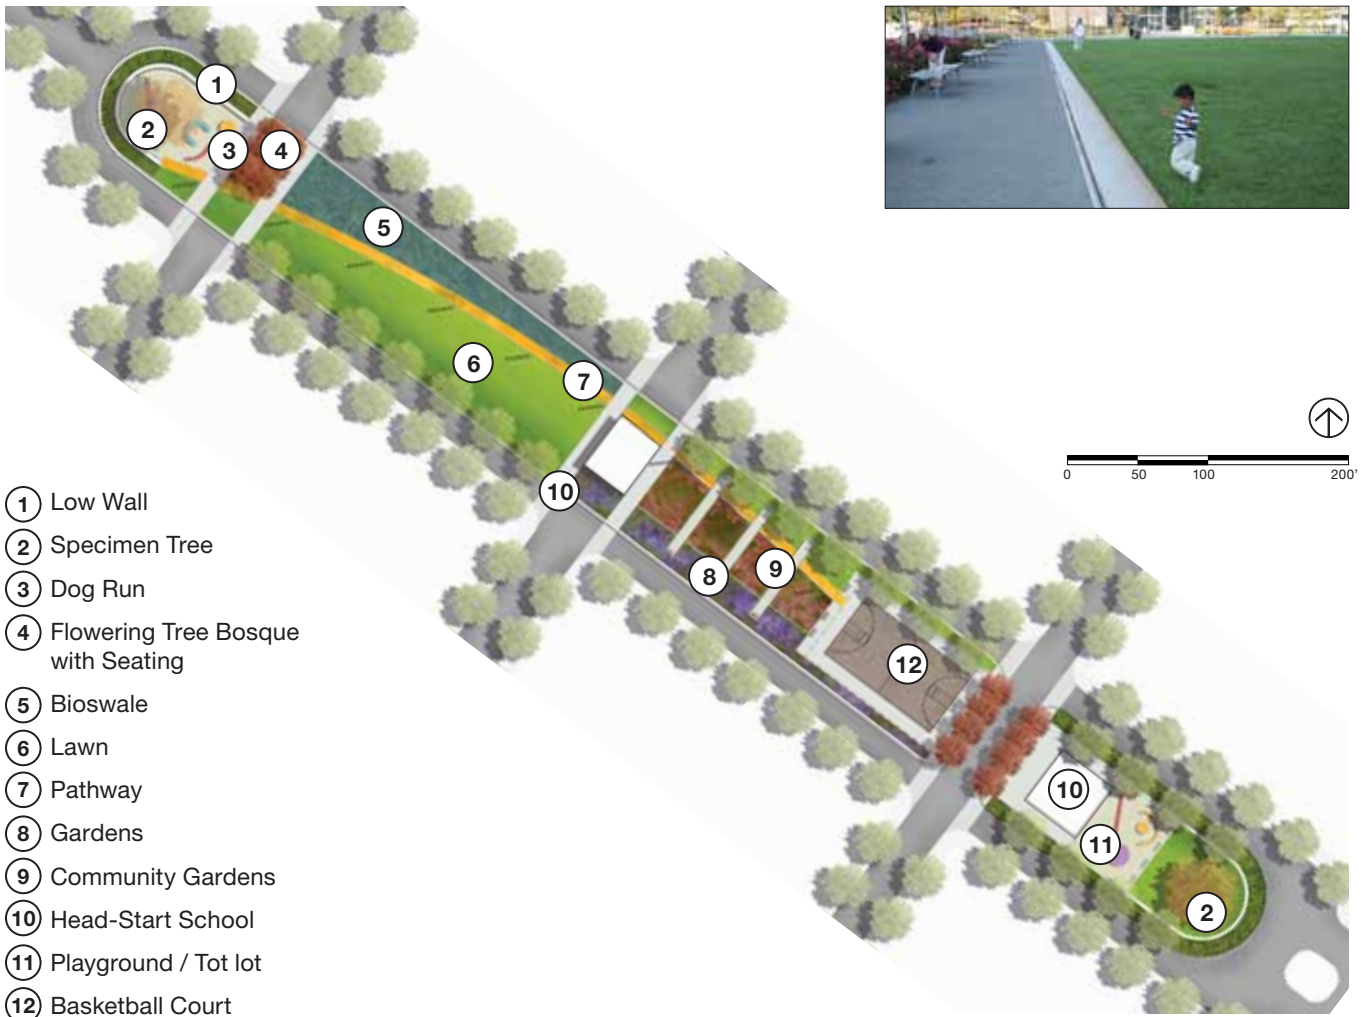 1
2
3
4
5
6
7
10
8
9
12
10
11
2
0 50 100 200'
1 Low Wall
2 Specimen Tree
3 Dog Run
4 Flowering Tree Bosque
with Seating
5 Bioswale
6 Lawn
7 Pathway
8 Gardens
9 Community Gardens
10 Head-Start School
11 Playground / Tot lot
12 Basketball Court